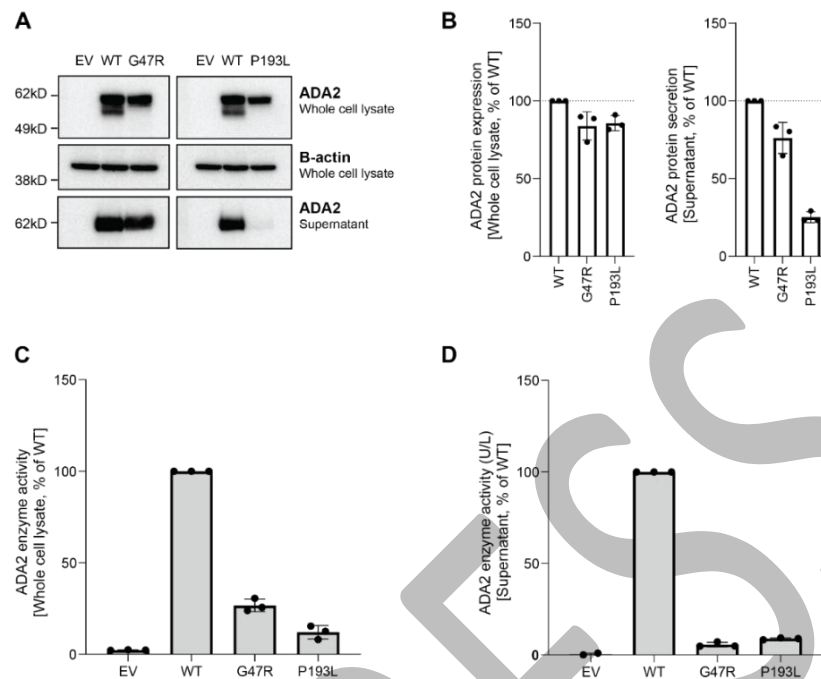 A
EV WT G47R
EV WT P193L
62kD
49kD
ADA2
Whole cell lysate
38kD
B-actin
Whole cell lysate
62kD
ADA2
Supernatant
B
ADA2 protein expression
[Whole cell lysate, % of WT]
150
100
50
0
WT
G47R
P193L
ADA2 protein secretion
[Supernatant, % of WT]
150
100
50
0
WT
G47R
P193L
C
ADA2 enzyme activity
[Whole cell lysate, % of WT]
150
100
50
0
EV WT G47R P193L
D
ADA2 enzyme activity (U/L)
[Supernatant, % of WT]
150
100
50
0
EV WT G47R P193L